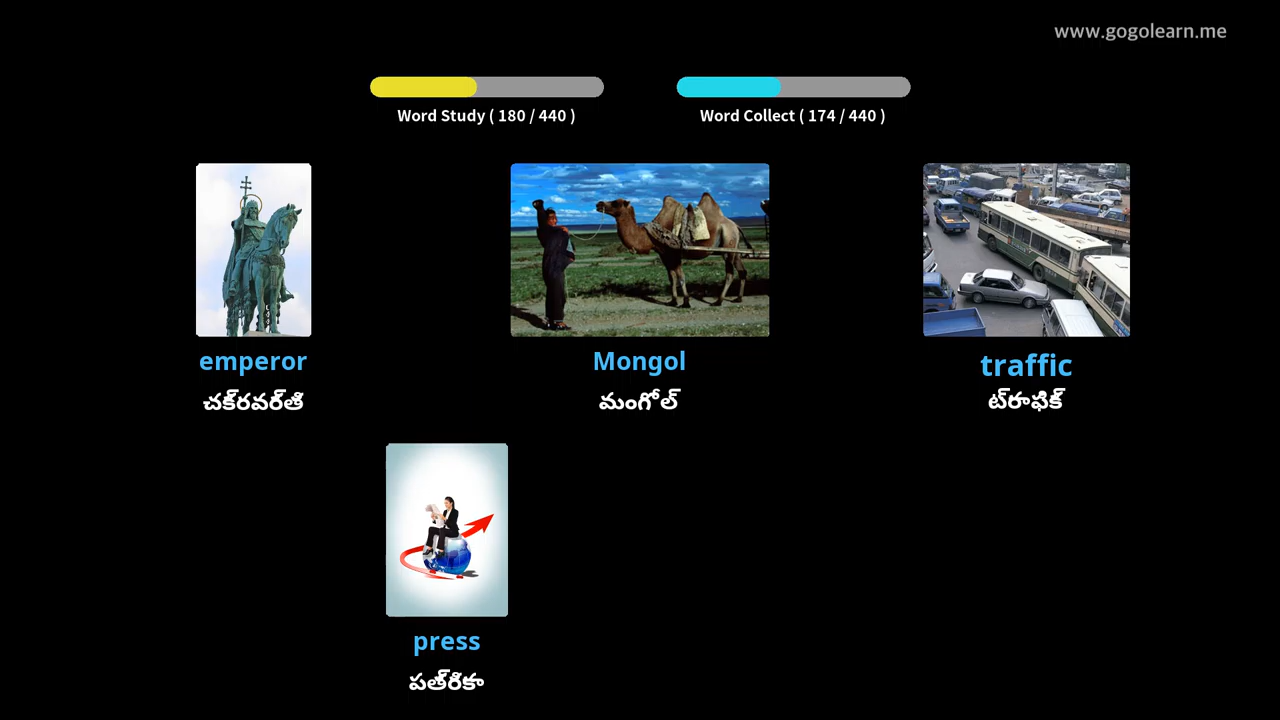 www.gogolearn.me
Word Study ( 180 / 440 )
Word Collect ( 174 / 440 )
emperor
చక్‌రవర్‌తి
Mongol
మంగోల్
traffic
ట్‌రాఫిక్
press
పత్‌రికా